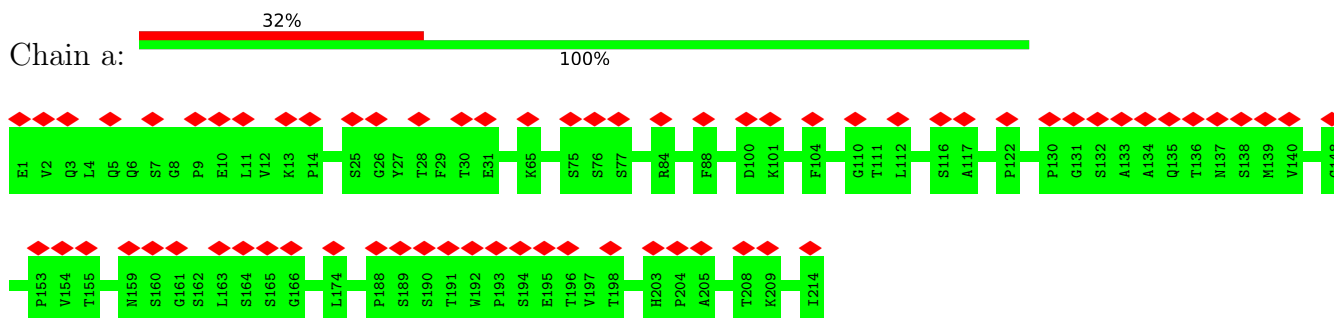 32%
Chain a:
100%
E1 V2 Q3 L4 Q5 Q6 S7 G8 P9 E10 L11 V12 K13 P14 S25 G26 Y27 T28 F29 T30 E31 K65 S75 S76 S77 R84 F88 D100 K101 F104 G110 T111 L112 S116 A117 P122 P130 G131 S132 A133 A134 Q135 T136 N137 S138 M139 V140
P153 V154 T155 N159 S160 G161 S162 L163 S164 S165 G166 L174 P188 S189 S190 T191 W192 P193 S194 E195 T196 V197 T198 H203 P204 A205 T208 K209 I214